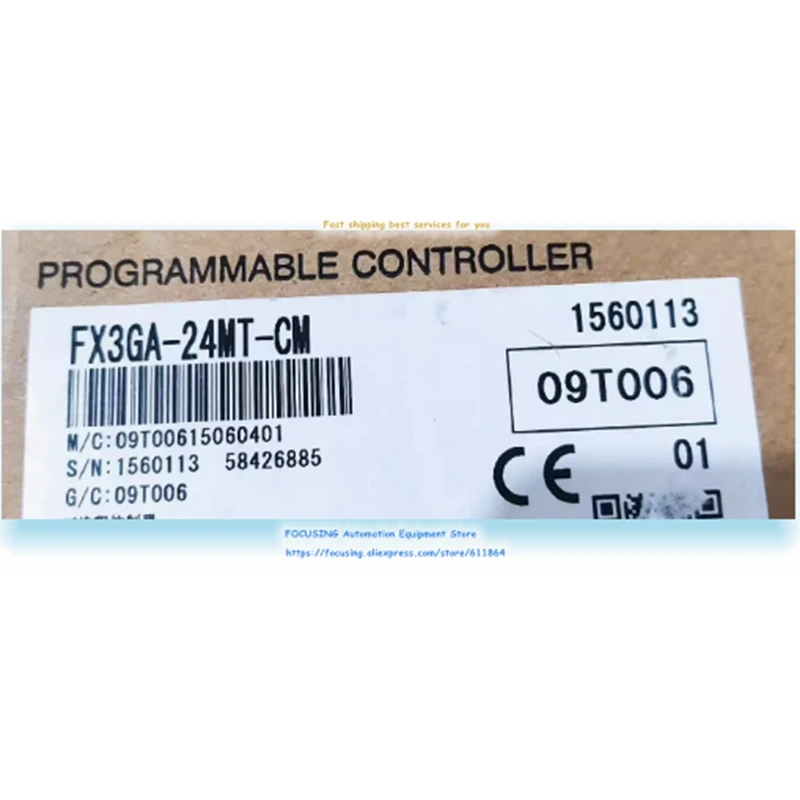 Fast shipping best services for you
PROGRAMMABLE CONTROLLER
FX3GA-24MT-CM
1560113
09T006
M/C:09T00615060401
S/N:1560113 58426885
G/C:09T006
CE
01
FOCUSING Automation Equipment Store
https://focusing.aliexpress.com/store/611864